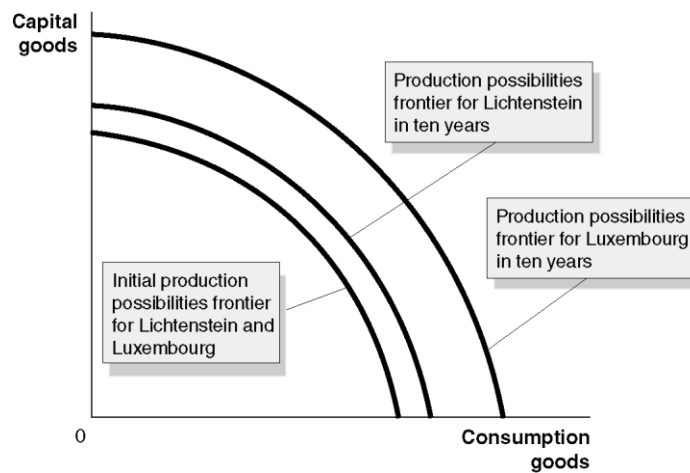 Capital
goods
Production possibilities
frontier for Lichtenstein
in ten years
Production possibilities
frontier for Luxembourg
in ten years
Initial production
possibilities frontier
for Lichtenstein and
Luxembourg
0
Consumption
goods